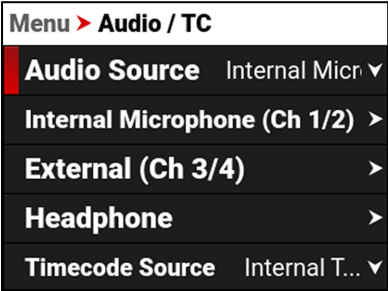 Menu > Audio / TC
Audio Source Internal Micr
Internal Microphone (Ch 1/2)
External (Ch 3/4)
Headphone
Timecode Source Internal T...